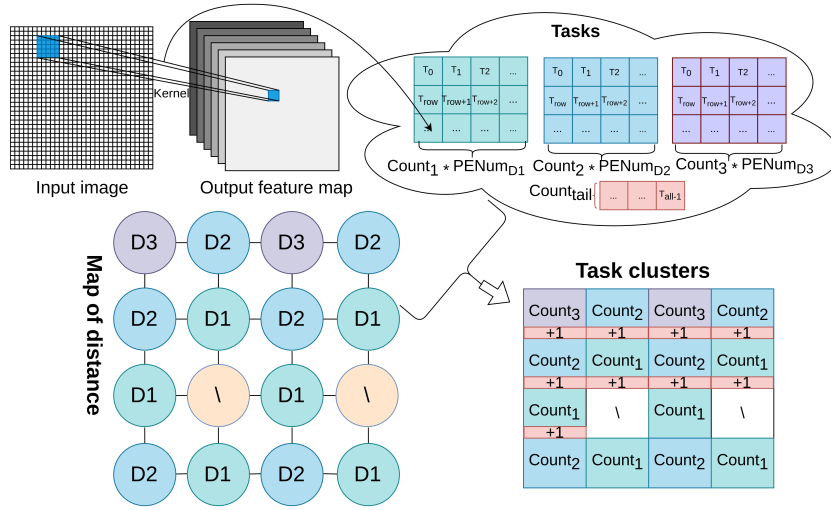 Tasks
T0 T1 T2 ...
Trow Trow+1 Trow+2 ...
... ... ... ...
T0 T1 T2 ...
Trow Trow+1 Trow+2 ...
... ... ... ...
T0 T1 T2 ...
Trow Trow+1 Trow+2 ...
... ... ... ...
Kernel
Count1 * PENumD1
Count2 * PENumD2
Count3 * PENumD3
Counttail
... ... Tall-1
Input image
Output feature map
Map of distance
D3 D2 D3 D2
D2 D1 D2 D1
D1 \ D1 \
D2 D1 D2 D1
Task clusters
Count3 Count2 Count3 Count2
+1 +1 +1 +1
Count2 Count1 Count2 Count1
+1 +1 +1 +1
Count1 \ Count1 \
+1
Count2 Count1 Count2 Count1